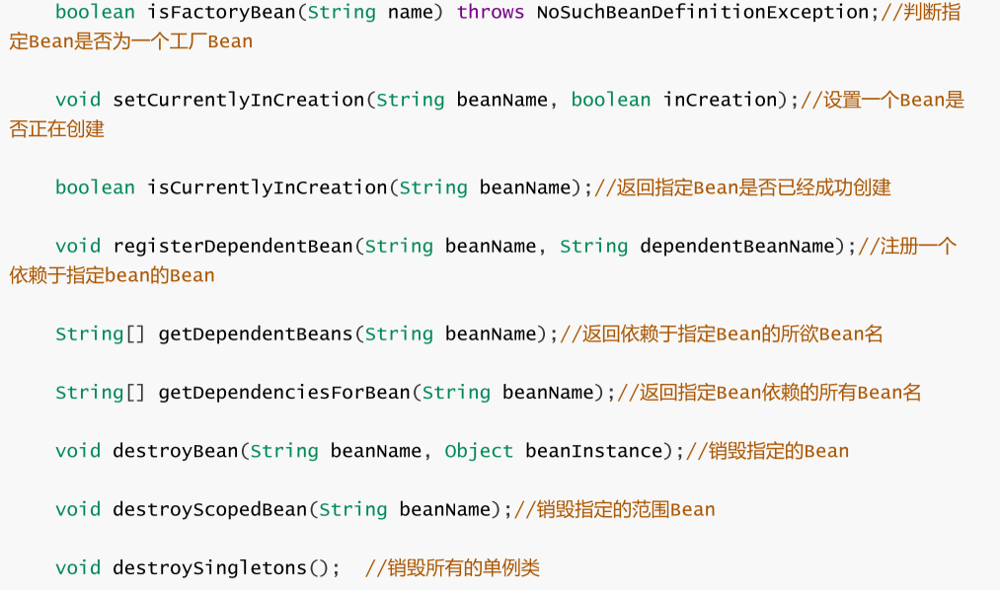 boolean isFactoryBean(String name) throws NoSuchBeanDefinitionException;//判断指
定Bean是否为一个工厂Bean
void setCurrentlyInCreation(String beanName, boolean inCreation);//设置一个Bean是
否正在创建
boolean isCurrentlyInCreation(String beanName);//返回指定Bean是否已经成功创建
void registerDependentBean(String beanName, String dependentBeanName);//注册一个
依赖于指定bean的Bean
String[] getDependentBeans(String beanName);//返回依赖于指定Bean的所欲Bean名
String[] getDependenciesForBean(String beanName);//返回指定Bean依赖的所有Bean名
void destroyBean(String beanName, Object beanInstance);//销毁指定的Bean
void destroyScopedBean(String beanName);//销毁指定的范围Bean
void destroySingletons();  //销毁所有的单例类